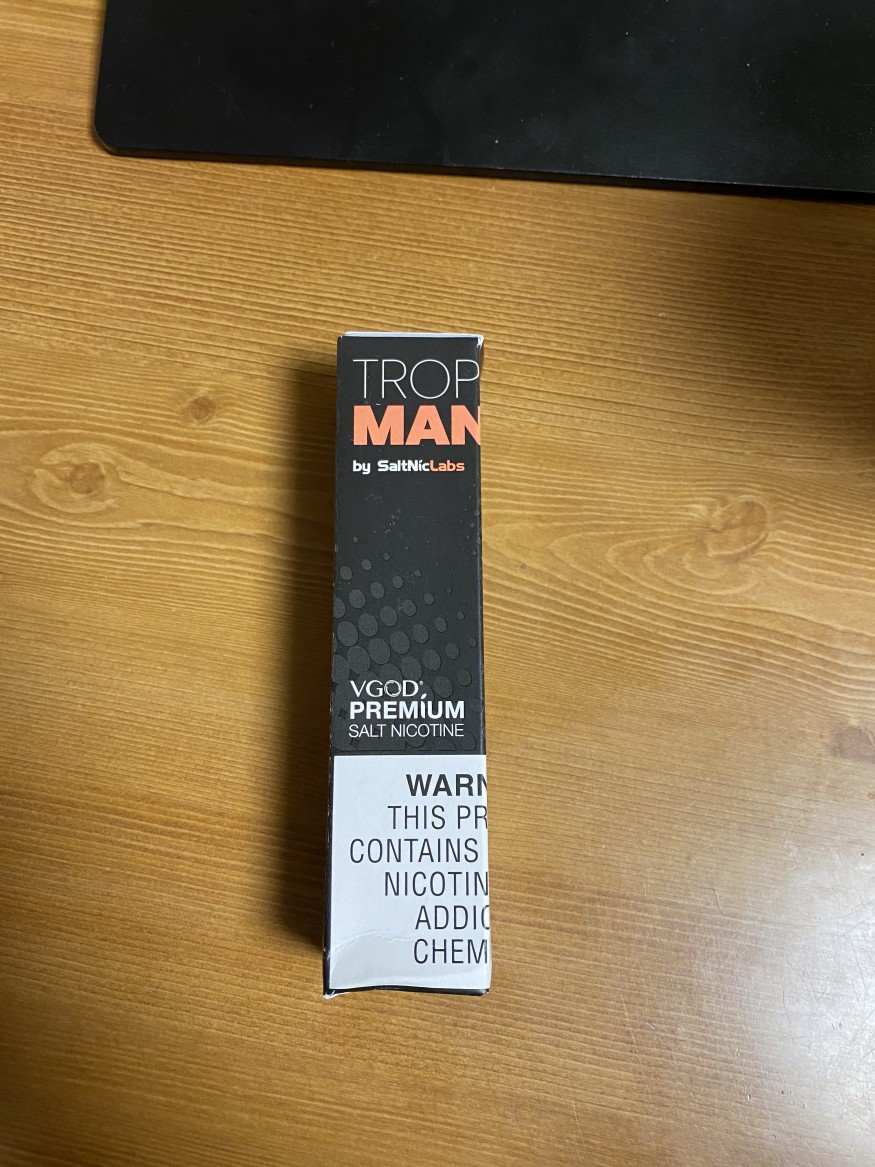 TROP
MAN
by SaltNicLabs
VGOD®
PREMIUM
SALT NICOTINE
WARN
THIS PR
CONTAINS
NICOTIN
ADDIC
CHEM